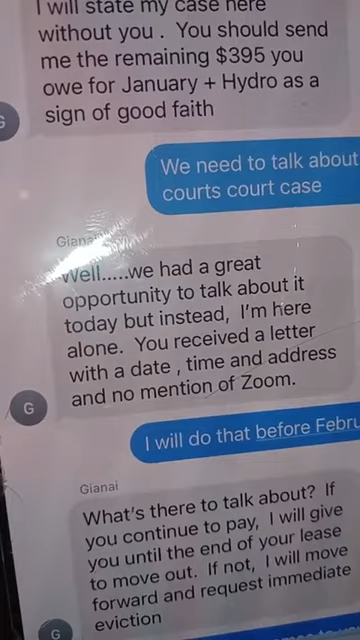 I will state my case here
without you . You should send
me the remaining $395 you
owe for January + Hydro as a
sign of good faith
G
We need to talk about
courts court case
Gianai
Well.....we had a great
opportunity to talk about it
today but instead, I'm here
alone. You received a letter
with a date , time and address
and no mention of Zoom.
G
I will do that before Febru
Gianai
What's there to talk about? If
you continue to pay, I will give
you until the end of your lease
to move out. If not, I will move
forward and request immediate
eviction
G